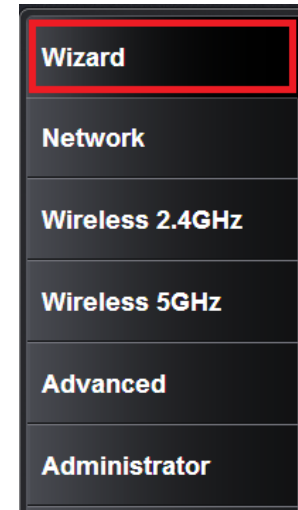 Wizard
Network
Wireless 2.4GHz
Wireless 5GHz
Advanced
Administrator